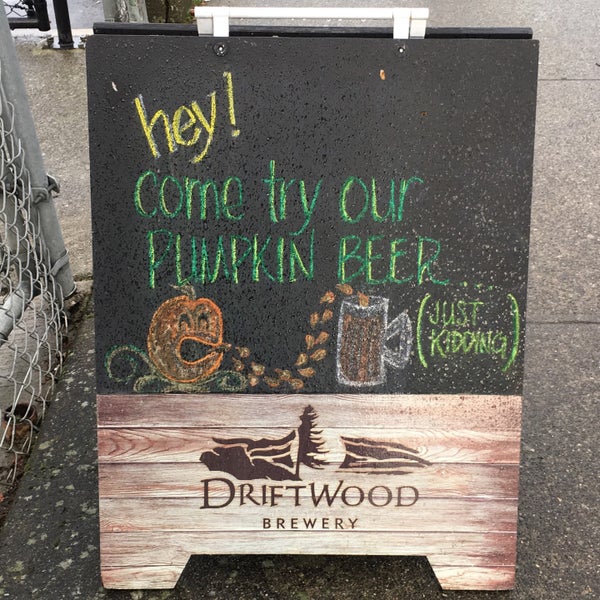 hey!
come try our
PUMPKIN BEER...
(JUST
KIDDING)
DRIFTWOOD
BREWERY